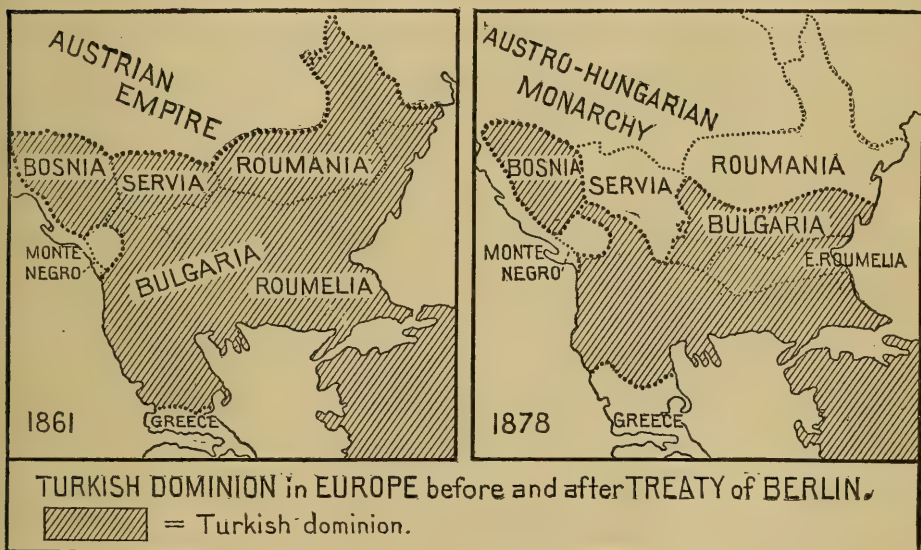 AUSTRIAN
EMPIRE
BOSNIA
SERVIA
ROUMANIA
MONTE
NEGRO
BULGARIA
ROUMELIA
GREECE
1861
AUSTRO-HUNGARIAN
MONARCHY
BOSNIA
SERVIA
ROUMANIA
BULGARIA
MONTE
NEGRO
E. ROUMELIA
GREECE
1878
TURKISH DOMINION in EUROPE before and after TREATY of BERLIN.
= Turkish dominion.